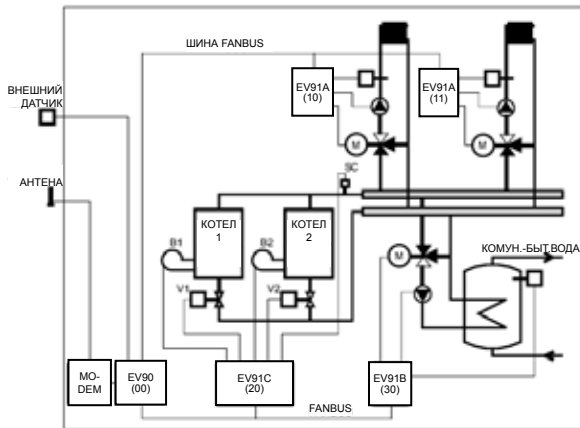 ШИНА FANBUS
EV91A
(10)
EV91A
(11)
ВНЕШНИЙ
ДАТЧИК
АНТЕНА
M
M
SC
КОТЕЛ
1
КОТЕЛ
2
B1
B2
V1
V2
M
КОМУН.-БЫТ.ВОДА
MO-
DEM
EV90
(00)
EV91C
(20)
EV91B
(30)
FANBUS